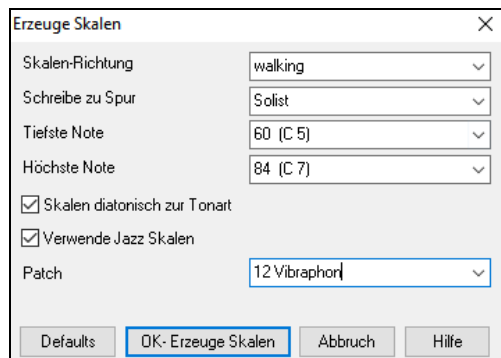 Erzeuge Skalen
Skalen-Richtung walking
Schreibe zu Spur Solist
Tiefste Note 60 (C 5)
Höchste Note 84 (C 7)
Skalen diatonisch zur Tonart
Verwende Jazz Skalen
Patch 12 Vibraphon
Defaults OK- Erzeuge Skalen Abbruch Hilfe